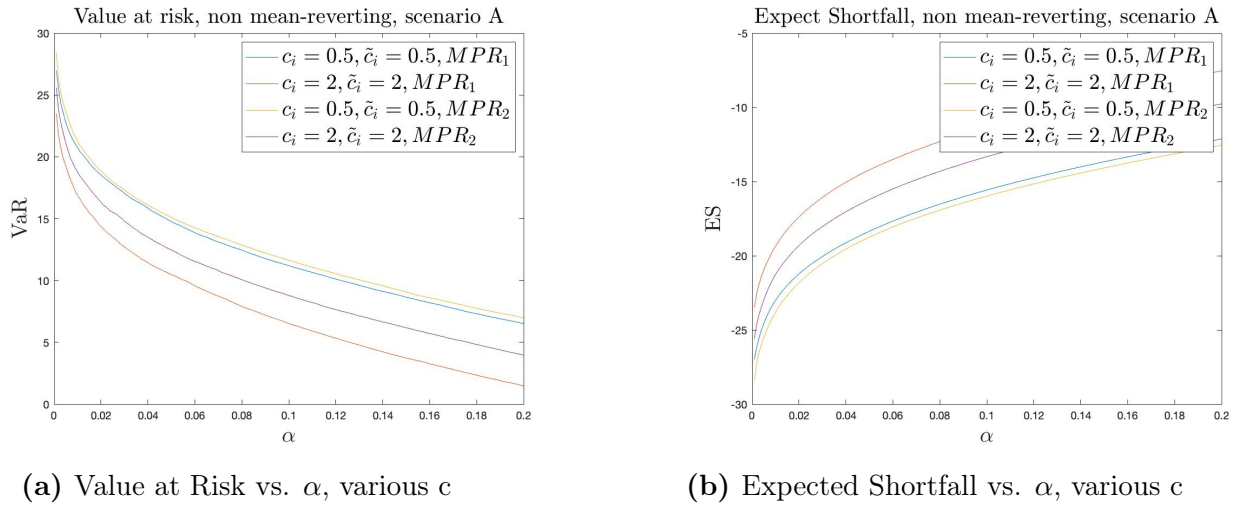 Value at risk, non mean-reverting, scenario A
30
25
20
15
10
5
0
VaR
0 0.02 0.04 0.06 0.08 0.1 0.12 0.14 0.16 0.18 0.2
α
c_i = 0.5, c̃_i = 0.5, MPR_1
c_i = 2, c̃_i = 2, MPR_1
c_i = 0.5, c̃_i = 0.5, MPR_2
c_i = 2, c̃_i = 2, MPR_2
(a) Value at Risk vs. α, various c
Expect Shortfall, non mean-reverting, scenario A
-5
-10
-15
-20
-25
-30
ES
0 0.02 0.04 0.06 0.08 0.1 0.12 0.14 0.16 0.18 0.2
α
c_i = 0.5, c̃_i = 0.5, MPR_1
c_i = 2, c̃_i = 2, MPR_1
c_i = 0.5, c̃_i = 0.5, MPR_2
c_i = 2, c̃_i = 2, MPR_2
(b) Expected Shortfall vs. α, various c